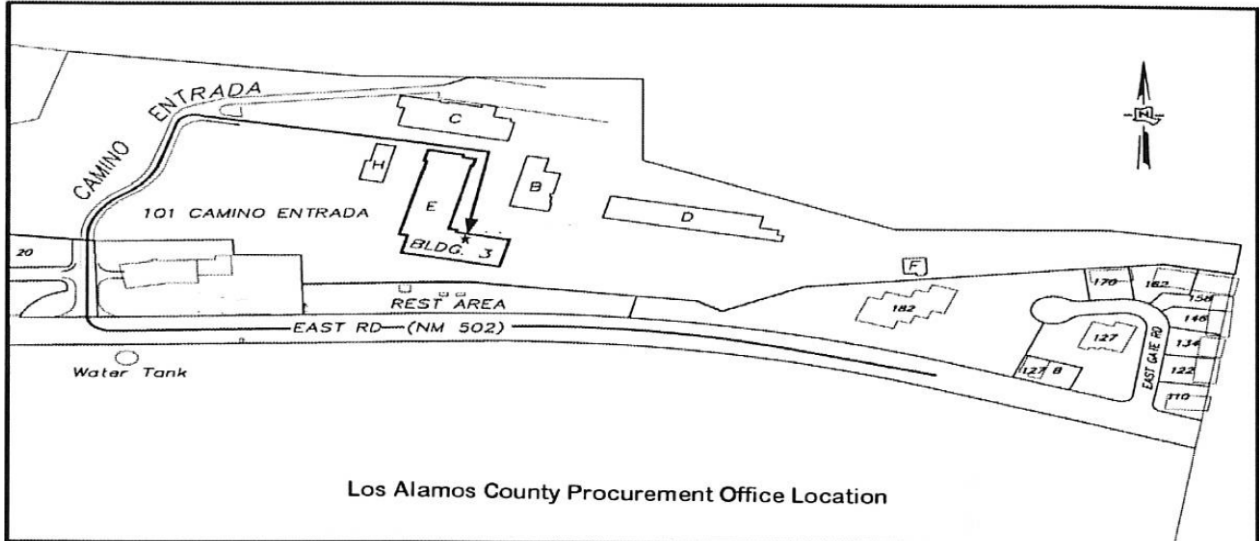 ENTRADA
CAMINO
C
H
B
E
D
101 CAMINO ENTRADA
BLDG. 3
20
F
REST AREA
EAST RD (NM 502)
Water Tank
182
170
162
158
146
127
134
127 B
122
EAST GATE RD
110
N
Los Alamos County Procurement Office Location